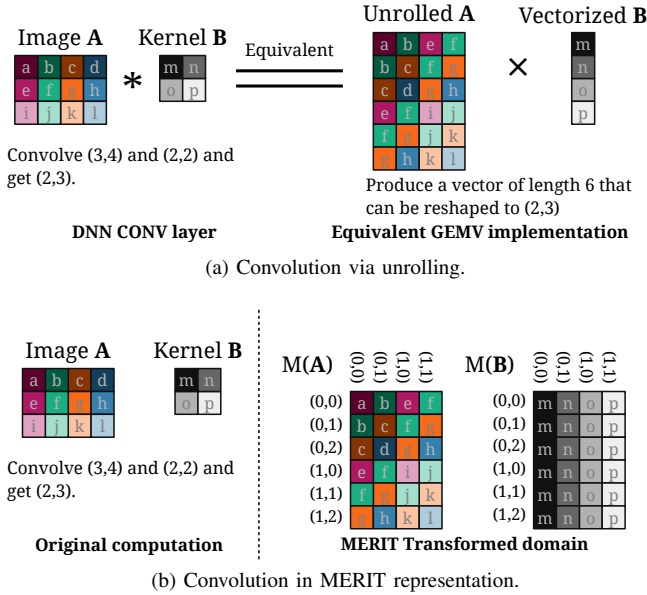 Image A Kernel B Unrolled A Vectorized B
Equivalent
a b c d
e f g h
i j k l
*
m n
o p
a b e f
b c f g
c d g h
e f i j
f g j k
g h k l
×
m
n
o
p
Convolve (3,4) and (2,2) and
get (2,3).
Produce a vector of length 6 that
can be reshaped to (2,3)
DNN CONV layer Equivalent GEMV implementation
(a) Convolution via unrolling.
Image A Kernel B
a b c d
e f g h
i j k l
m n
o p
Convolve (3,4) and (2,2) and
get (2,3).
Original computation
M(A) (0,0) (0,1) (1,0) (1,1)
(0,0) a b e f
(0,1) b c f g
(0,2) c d g h
(1,0) e f i j
(1,1) f g j k
(1,2) g h k l
M(B) (0,0) (0,1) (1,0) (1,1)
(0,0) m n o p
(0,1) m n o p
(0,2) m n o p
(1,0) m n o p
(1,1) m n o p
(1,2) m n o p
MERIT Transformed domain
(b) Convolution in MERIT representation.